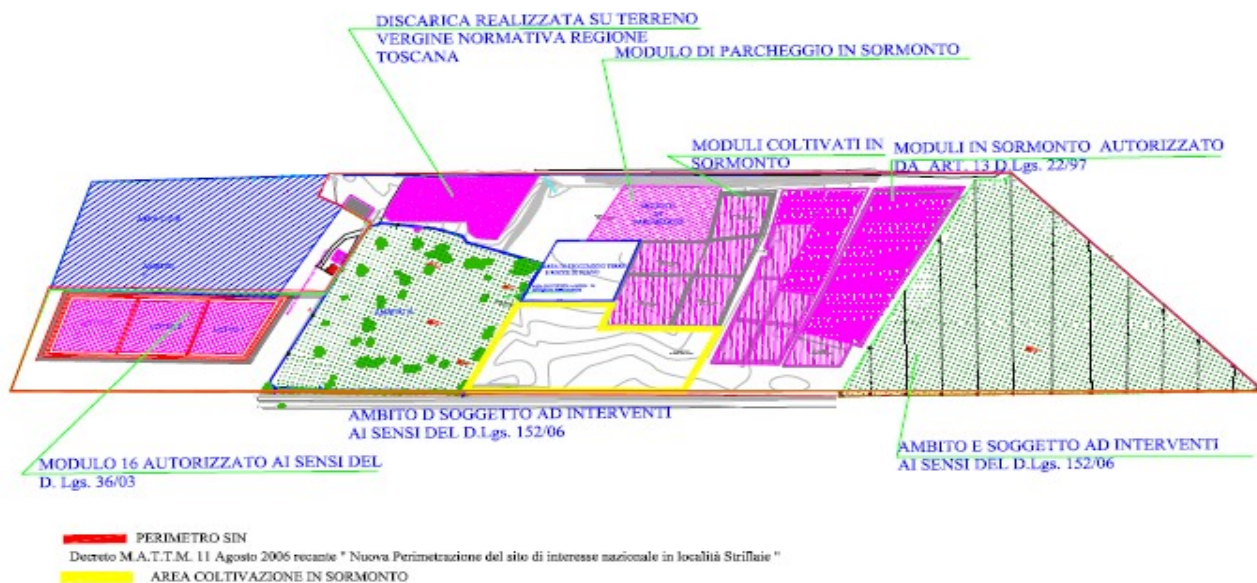 DISCARICA REALIZZATA SU TERRENO
VERGINE NORMATIVA REGIONE
TOSCANA
MODULO DI PARCHEGGIO IN SORMONTO
MODULI COLTIVATI IN
SORMONTO
MODULI IN SORMONTO AUTORIZZATO
DA ART. 13 D.Lgs. 22/97
AMBITO D SOGGETTO AD INTERVENTI
AI SENSI DEL D.Lgs. 152/06
AMBITO E SOGGETTO AD INTERVENTI
AI SENSI DEL D.Lgs. 152/06
MODULO 16 AUTORIZZATO AI SENSI DEL
D. Lgs. 36/03
PERIMETRO SIN
Decreto M.A.T.T.M. 11 Agosto 2006 recante " Nuova Perimetrazione del sito di interesse nazionale in località Strillaie "
AREA COLTIVAZIONE IN SORMONTO